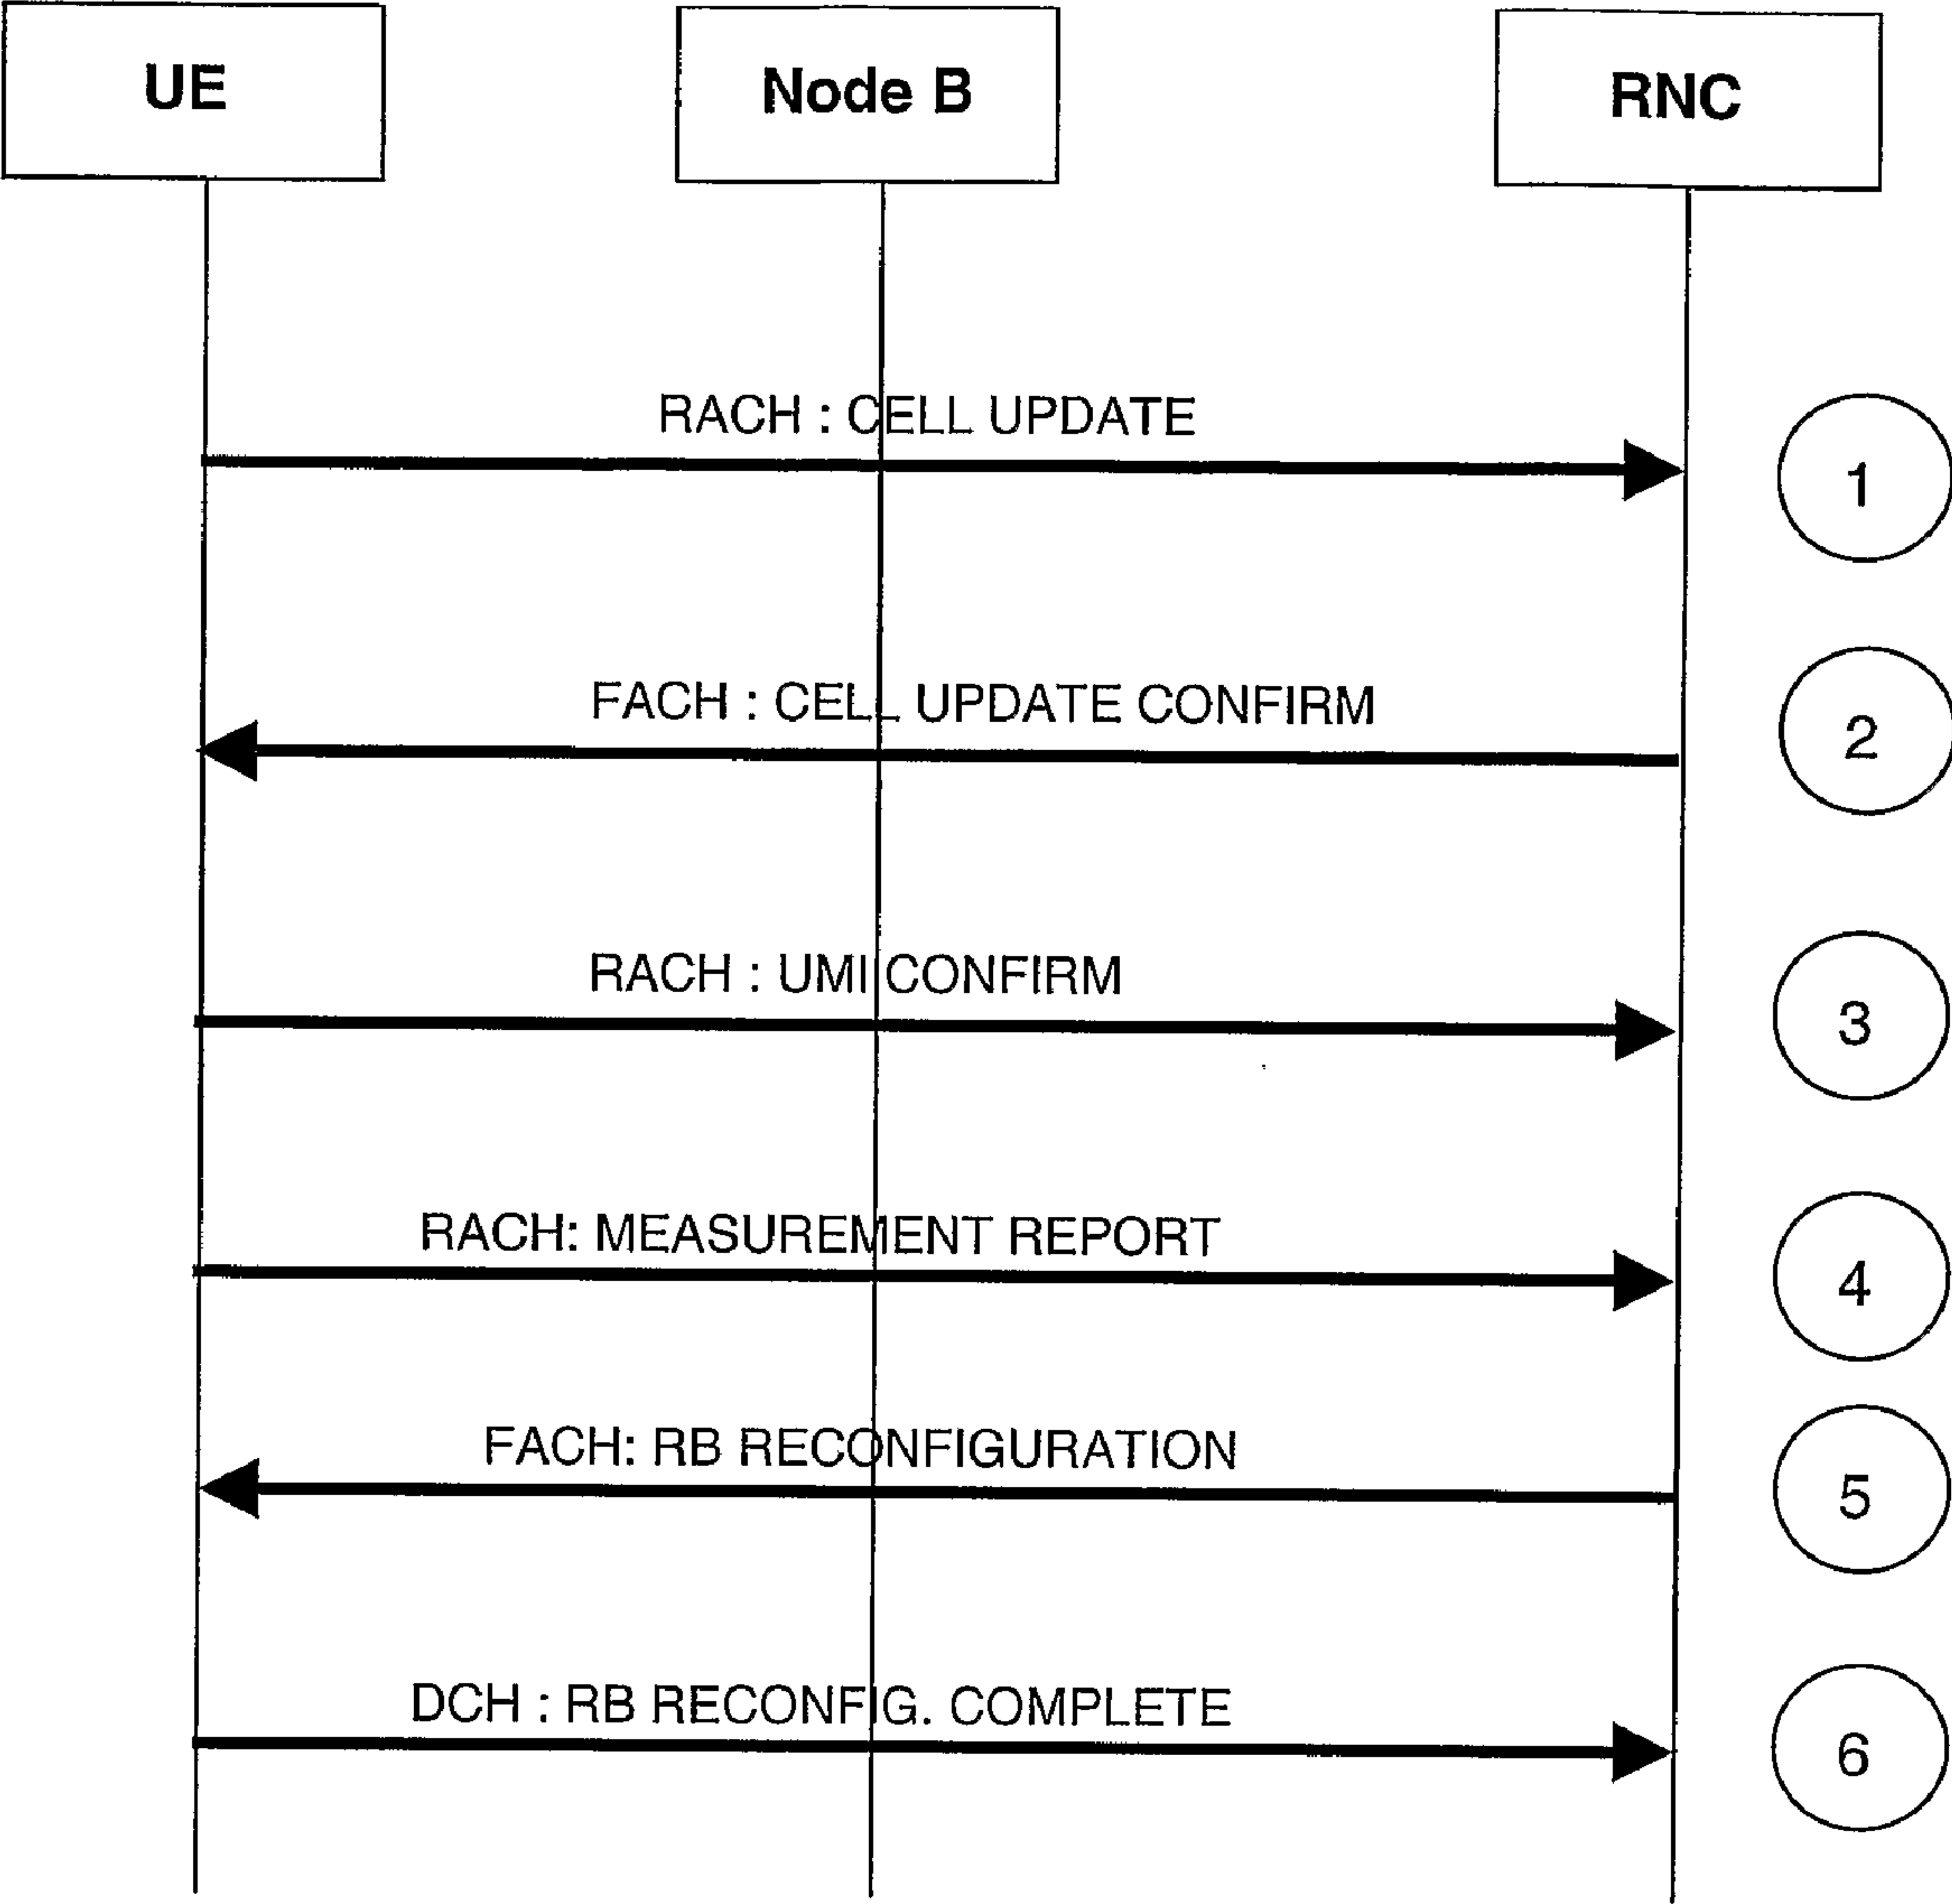 UE
Node B
RNC
RACH : CELL UPDATE
1
FACH : CELL UPDATE CONFIRM
2
RACH : UMI CONFIRM
3
RACH: MEASUREMENT REPORT
4
FACH: RB RECONFIGURATION
5
DCH : RB RECONFIG. COMPLETE
6